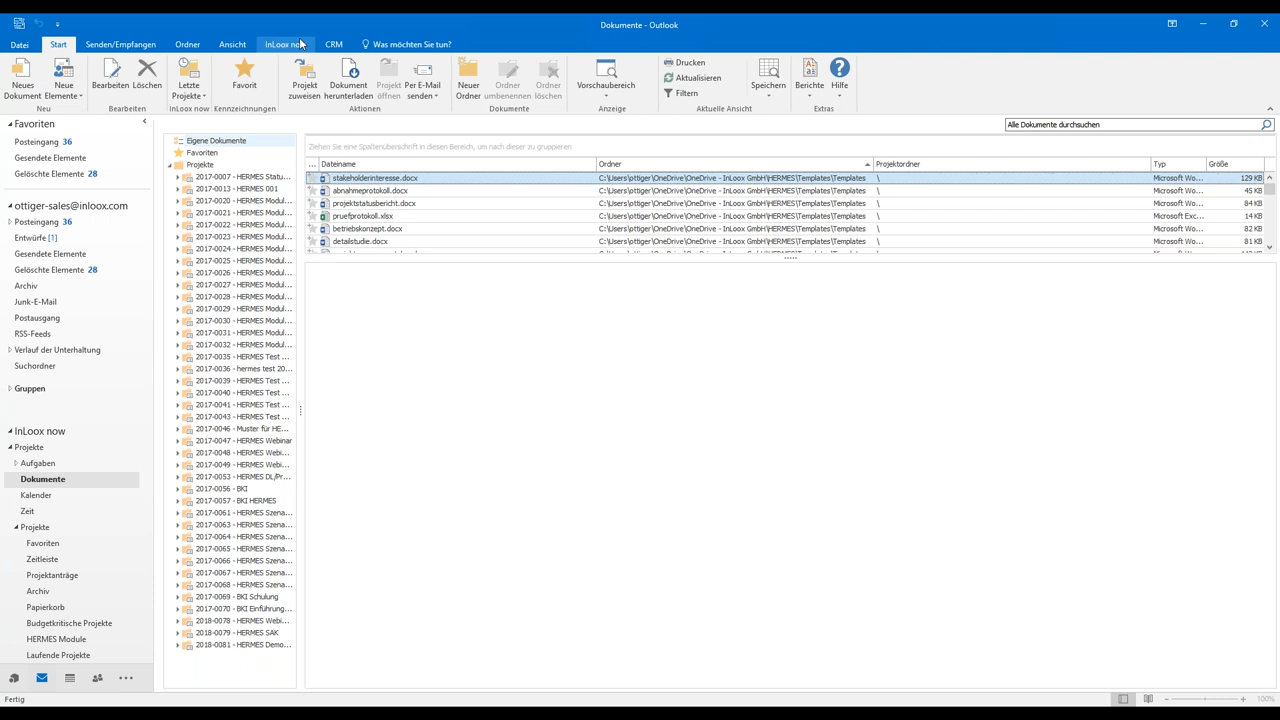 Dokumente - Outlook
Datei Start Senden/Empfangen Ordner Ansicht InLoox now CRM Was möchten Sie tun?
Neues Dokument
Neue Elemente
Bearbeiten
Löschen
Letzte Projekte
Favorit
Projekt zuweisen
Dokument herunterladen
Projekt öffnen
Per E-Mail senden
Neuer Ordner
Ordner umbenennen
Ordner löschen
Vorschaubereich
Drucken
Aktualisieren
Filtern
Speichern
Berichte
Hilfe
Neu Bearbeiten InLoox now Kennzeichnungen Aktionen Dokumente Anzeige Aktuelle Ansicht Extras
Favoriten
Posteingang 36
Gesendete Elemente
Gelöschte Elemente 28
ottiger-sales@inloox.com
Posteingang 36
Entwürfe [1]
Gesendete Elemente
Gelöschte Elemente 28
Archiv
Junk-E-Mail
Postausgang
RSS-Feeds
Verlauf der Unterhaltung
Suchordner
Gruppen
InLoox now
Projekte
Aufgaben
Dokumente
Kalender
Zeit
Projekte
Favoriten
Zeitleiste
Projektanträge
Archiv
Papierkorb
Budgetkritische Projekte
HERMES Module
Laufende Projekte
Eigene Dokumente
Favoriten
Projekte
2017-0007 - HERMES Status...
2017-0013 - HERMES 001
2017-0020 - HERMES Modul...
2017-0021 - HERMES Modul...
2017-0022 - HERMES Modul...
2017-0023 - HERMES Modul...
2017-0024 - HERMES Modul...
2017-0025 - HERMES Modul...
2017-0026 - HERMES Modul...
2017-0027 - HERMES Modul...
2017-0028 - HERMES Modul...
2017-0029 - HERMES Modul...
2017-0030 - HERMES Modul...
2017-0031 - HERMES Modul...
2017-0032 - HERMES Modul...
2017-0035 - HERMES Test ...
2017-0036 - hermes test 20...
2017-0039 - HERMES Test ...
2017-0040 - HERMES Test ...
2017-0041 - HERMES Test ...
2017-0043 - HERMES Test ...
2017-0046 - Muster für HE...
2017-0047 - HERMES Webinar
2017-0048 - HERMES Webi...
2017-0049 - HERMES Webi...
2017-0053 - HERMES DL/Pr...
2017-0056 - BKI
2017-0057 - BKI HERMES
2017-0061 - HERMES Szena...
2017-0063 - HERMES Szena...
2017-0064 - HERMES Szena...
2017-0065 - HERMES Szena...
2017-0066 - HERMES Szena...
2017-0067 - HERMES Szena...
2017-0068 - HERMES Szena...
2017-0069 - BKI Schulung
2017-0070 - BKI Einführung...
2018-0078 - HERMES Webi...
2018-0079 - HERMES SAK
2018-0081 - HERMES Demo...
Alle Dokumente durchsuchen
Ziehen Sie eine Spaltenüberschrift in diesen Bereich, um nach dieser zu gruppieren
... Dateiname Ordner Projektordner Typ Größe
stakeholderinteresse.docx C:\Users\ottiger\OneDrive\OneDrive - InLoox GmbH\HERMES\Templates\Templates \ Microsoft Wo... 129 KB
abnahmeprotokoll.docx C:\Users\ottiger\OneDrive\OneDrive - InLoox GmbH\HERMES\Templates\Templates \ Microsoft Wo... 45 KB
projektstatusbericht.docx C:\Users\ottiger\OneDrive\OneDrive - InLoox GmbH\HERMES\Templates\Templates \ Microsoft Wo... 84 KB
pruefprotokoll.xlsx C:\Users\ottiger\OneDrive\OneDrive - InLoox GmbH\HERMES\Templates\Templates \ Microsoft Exc... 14 KB
betriebskonzept.docx C:\Users\ottiger\OneDrive\OneDrive - InLoox GmbH\HERMES\Templates\Templates \ Microsoft Wo... 82 KB
detailstudie.docx C:\Users\ottiger\OneDrive\OneDrive - InLoox GmbH\HERMES\Templates\Templates \ Microsoft Wo... 81 KB
Fertig
100%